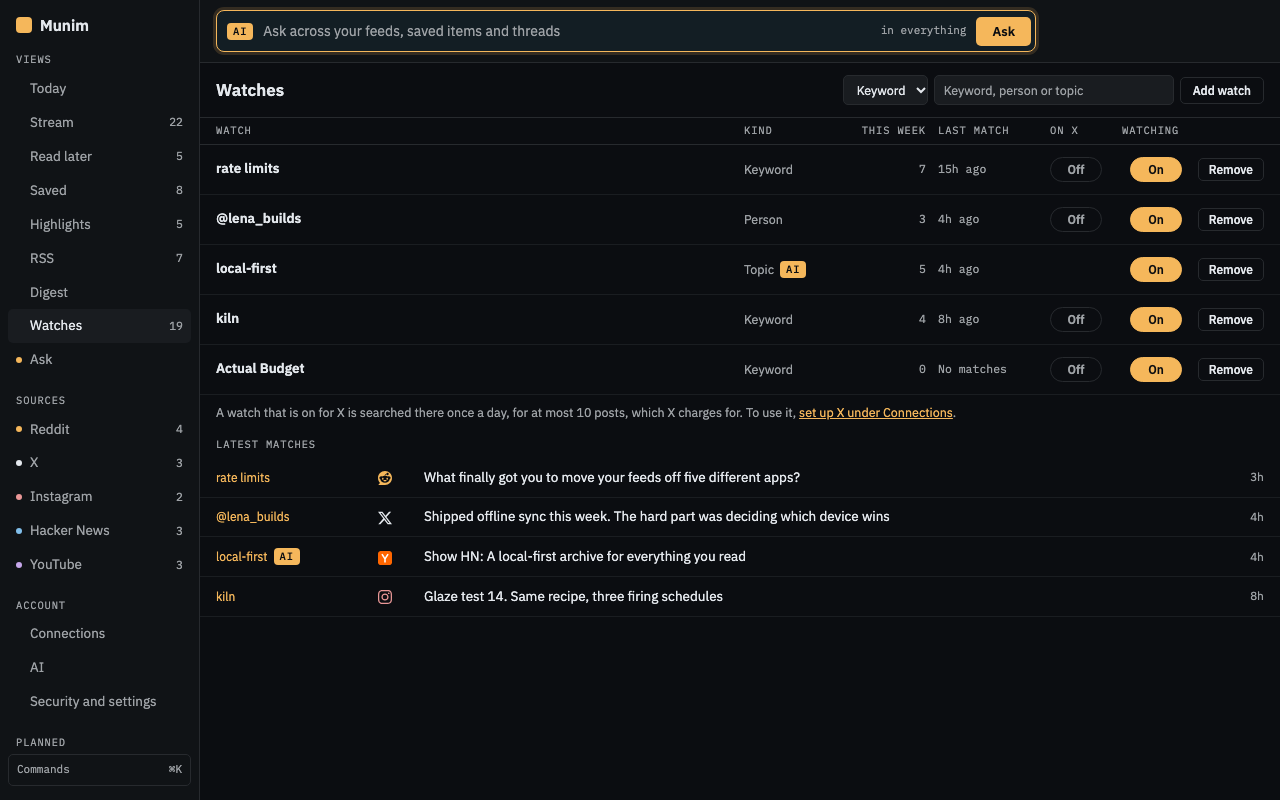 Munim
VIEWS
Today
Stream 22
Read later 5
Saved 8
Highlights 5
RSS 7
Digest
Watches 19
Ask
SOURCES
Reddit 4
X 3
Instagram 2
Hacker News 3
YouTube 3
ACCOUNT
Connections
AI
Security and settings
PLANNED
Commands ⌘K
AI Ask across your feeds, saved items and threads in everything Ask
Watches Keyword Keyword, person or topic Add watch
WATCH KIND THIS WEEK LAST MATCH ON X WATCHING
rate limits Keyword 7 15h ago Off On Remove
@lena_builds Person 3 4h ago Off On Remove
local-first Topic AI 5 4h ago On Remove
kiln Keyword 4 8h ago Off On Remove
Actual Budget Keyword 0 No matches Off On Remove
A watch that is on for X is searched there once a day, for at most 10 posts, which X charges for. To use it, set up X under Connections.
LATEST MATCHES
rate limits What finally got you to move your feeds off five different apps? 3h
@lena_builds Shipped offline sync this week. The hard part was deciding which device wins 4h
local-first AI Show HN: A local-first archive for everything you read 4h
kiln Glaze test 14. Same recipe, three firing schedules 8h